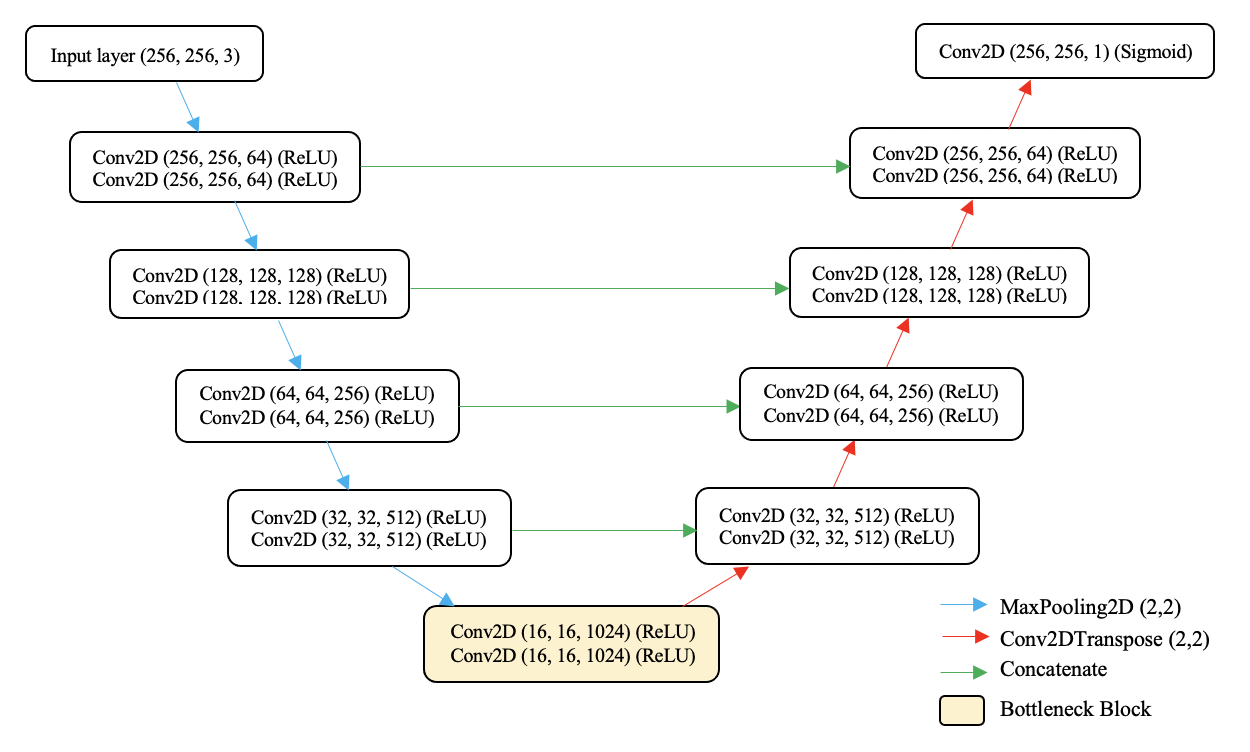 Input layer (256, 256, 3)
Conv2D (256, 256, 64) (ReLU)
Conv2D (256, 256, 64) (ReLU)
Conv2D (128, 128, 128) (ReLU)
Conv2D (128, 128, 128) (ReLU)
Conv2D (64, 64, 256) (ReLU)
Conv2D (64, 64, 256) (ReLU)
Conv2D (32, 32, 512) (ReLU)
Conv2D (32, 32, 512) (ReLU)
Conv2D (16, 16, 1024) (ReLU)
Conv2D (16, 16, 1024) (ReLU)
Conv2D (32, 32, 512) (ReLU)
Conv2D (32, 32, 512) (ReLU)
Conv2D (64, 64, 256) (ReLU)
Conv2D (64, 64, 256) (ReLU)
Conv2D (128, 128, 128) (ReLU)
Conv2D (128, 128, 128) (ReLU)
Conv2D (256, 256, 64) (ReLU)
Conv2D (256, 256, 64) (ReLU)
Conv2D (256, 256, 1) (Sigmoid)
MaxPooling2D (2,2)
Conv2DTranspose (2,2)
Concatenate
Bottleneck Block